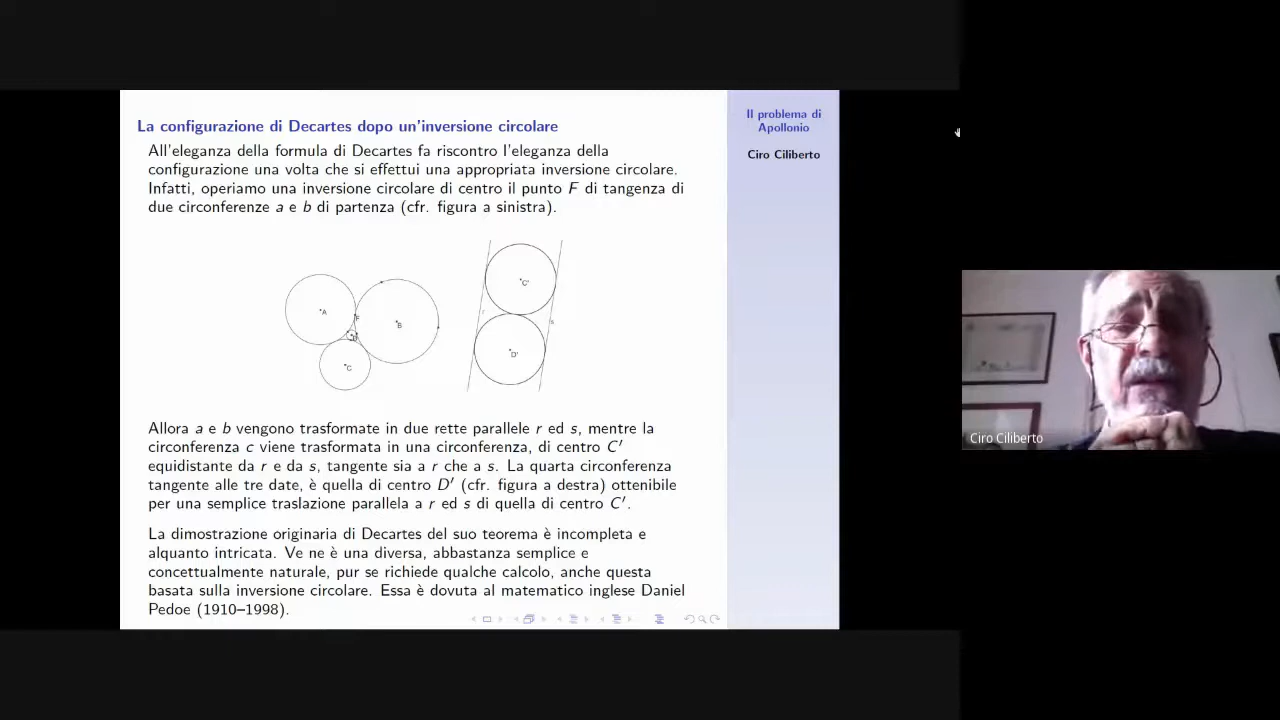 La configurazione di Decartes dopo un'inversione circolare
All'eleganza della formula di Decartes fa riscontro l'eleganza della
configurazione una volta che si effettui una appropriata inversione circolare.
Infatti, operiamo una inversione circolare di centro il punto F di tangenza di
due circonferenze a e b di partenza (cfr. figura a sinistra).
A
F
B
C
C'
r
s
D'
Allora a e b vengono trasformate in due rette parallele r ed s, mentre la
circonferenza c viene trasformata in una circonferenza, di centro C'
equidistante da r e da s, tangente sia a r che a s. La quarta circonferenza
tangente alle tre date, è quella di centro D' (cfr. figura a destra) ottenibile
per una semplice traslazione parallela a r ed s di quella di centro C'.
La dimostrazione originaria di Decartes del suo teorema è incompleta e
alquanto intricata. Ve ne è una diversa, abbastanza semplice e
concettualmente naturale, pur se richiede qualche calcolo, anche questa
basata sulla inversione circolare. Essa è dovuta al matematico inglese Daniel
Pedoe (1910–1998).
Il problema di
Apollonio
Ciro Ciliberto
Ciro Ciliberto